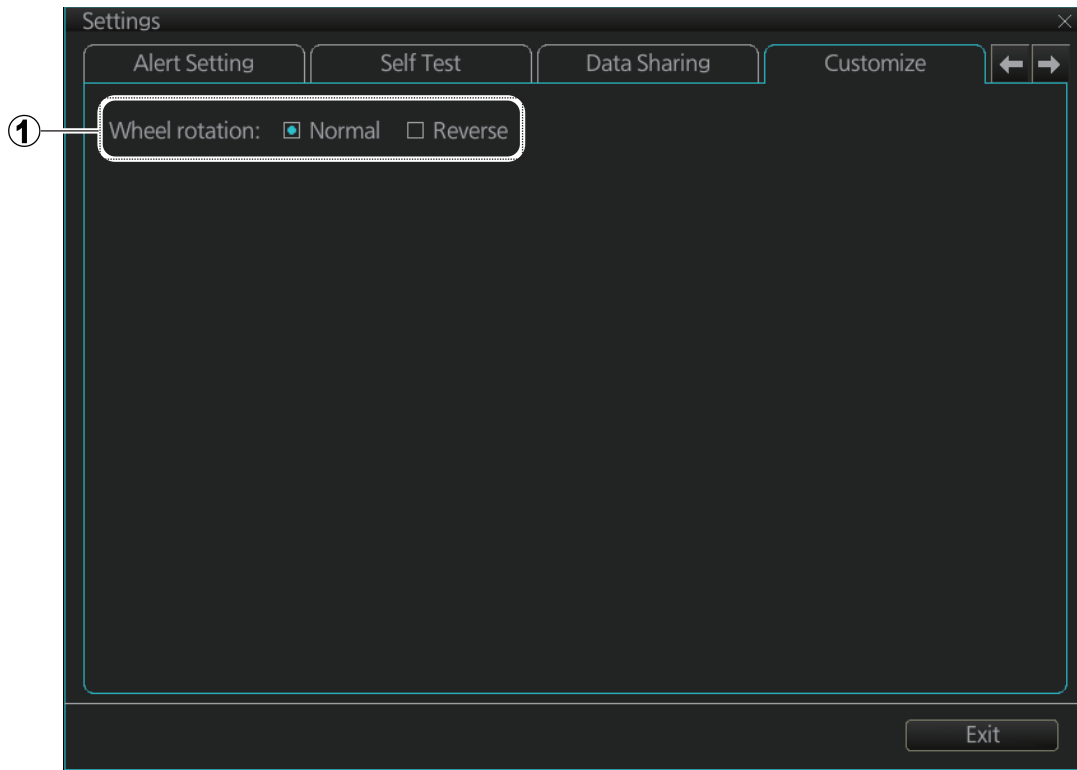 Settings
Alert Setting Self Test Data Sharing Customize
1 Wheel rotation: Normal Reverse
Exit